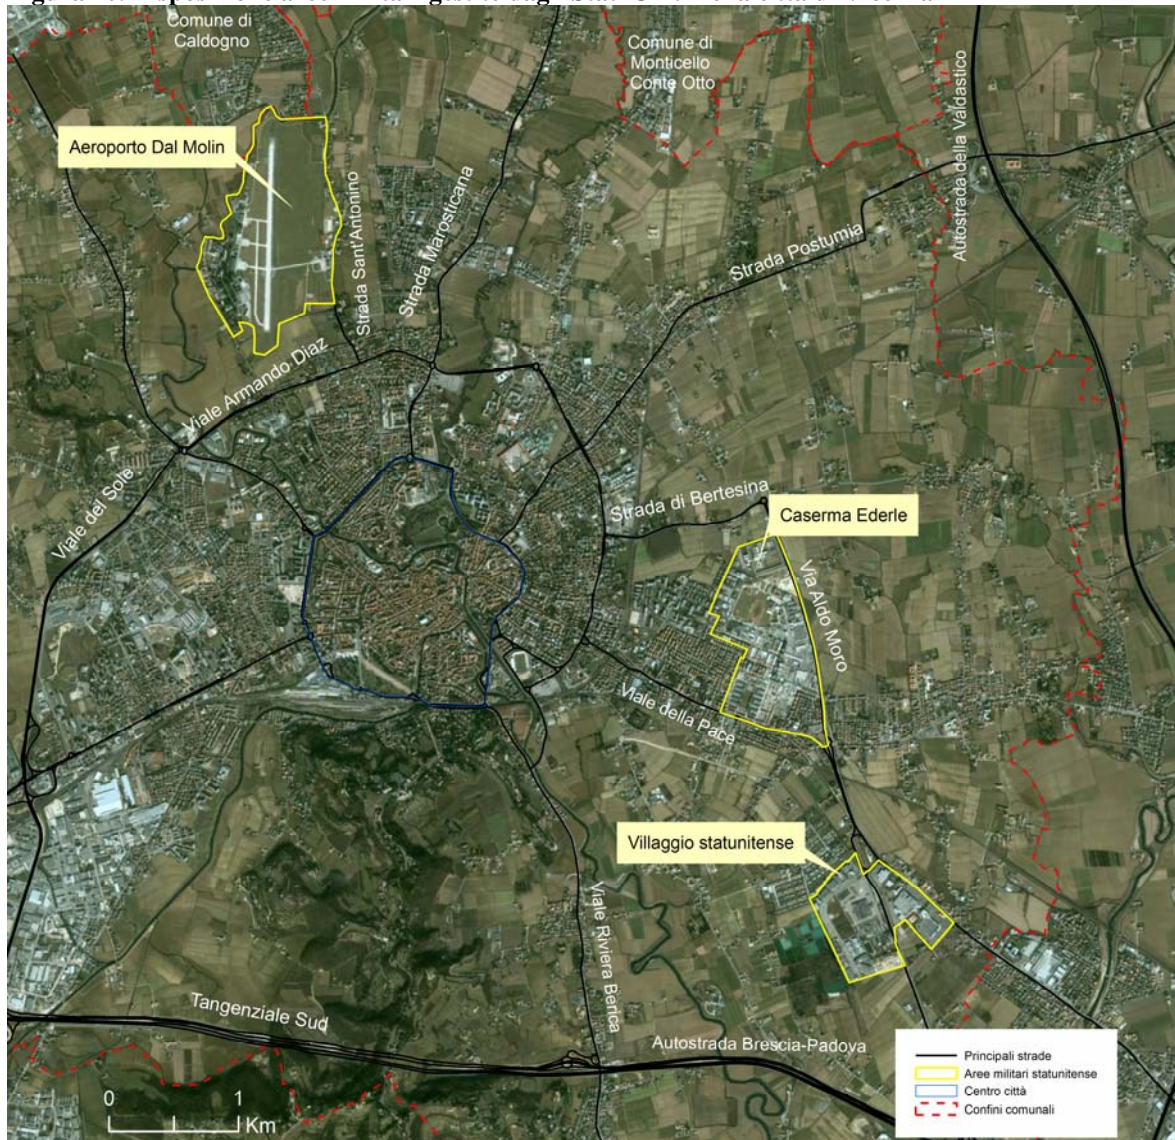 Comune di
Caldogno
Comune di
Monticello
Conte Otto
Autostrada della Valdastico
Aeroporto Dal Molin
Strada Sant'Antonino
Strada Marosticana
Strada Postumia
Viale Armando Diaz
Viale del Sole
Strada di Bertesina
Caserma Ederle
Via Aldo Moro
Viale della Pace
Villaggio statunitense
Viale Riviera Berica
Tangenziale Sud
Autostrada Brescia-Padova
0 1
Km
Principali strade
Aree militari statunitense
Centro città
Confini comunali